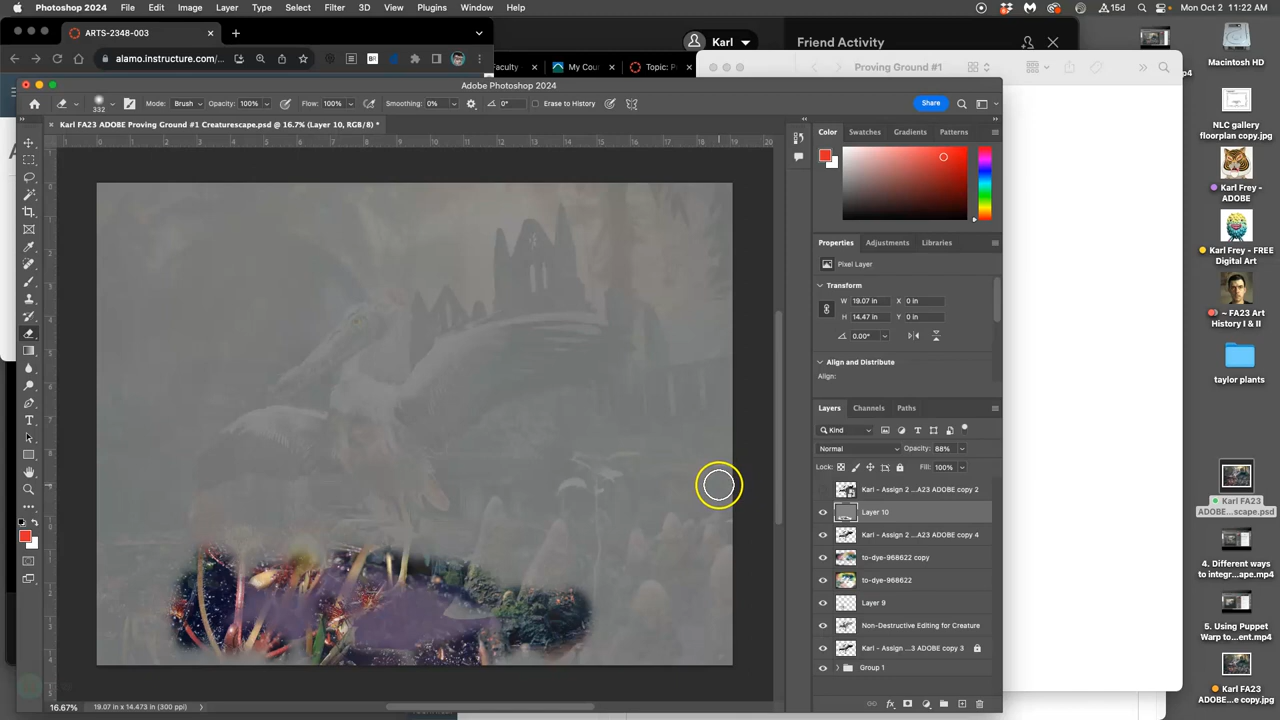 Photoshop 2024 File Edit Image Layer Type Select Filter 3D View Plugins Window Help 15d Mon Oct 2 11:22 AM
ARTS-2348-003
alamo.instructure.com/...
Faculty My Cou Topic: P
Karl
Friend Activity
Proving Ground #1
Adobe Photoshop 2024
332 Mode: Brush Opacity: 100% Flow: 100% Smoothing: 0% 0° Erase to History Share
Karl FA23 ADOBE Proving Ground #1 Creaturescape.psd @ 16.7% (Layer 10, RGB/8) *
Color Swatches Gradients Patterns
Properties Adjustments Libraries
Pixel Layer
Transform
W 19.07 in X 0 in
H 14.47 in Y 0 in
0.00°
Align and Distribute
Align:
Layers Channels Paths
Kind
Normal Opacity: 88%
Lock: Fill: 100%
Karl - Assign 2 ...A23 ADOBE copy 2
Layer 10
Karl - Assign 2 ...A23 ADOBE copy 4
to-dye-968622 copy
to-dye-968622
Layer 9
Non-Destructive Editing for Creature
Karl - Assign ...3 ADOBE copy 3
Group 1
16.67% 19.07 in x 14.473 in (300 ppi)
Macintosh HD
NLC gallery
floorplan copy.jpg
Karl Frey -
ADOBE
Karl Frey - FREE
Digital Art
~ FA23 Art
History I & II
taylor plants
Karl FA23
ADOBE...scape.psd
4. Different ways
to integr...ape.mp4
5. Using Puppet
Warp to...ent.mp4
Karl FA23
ADOBE...e copy.jpg